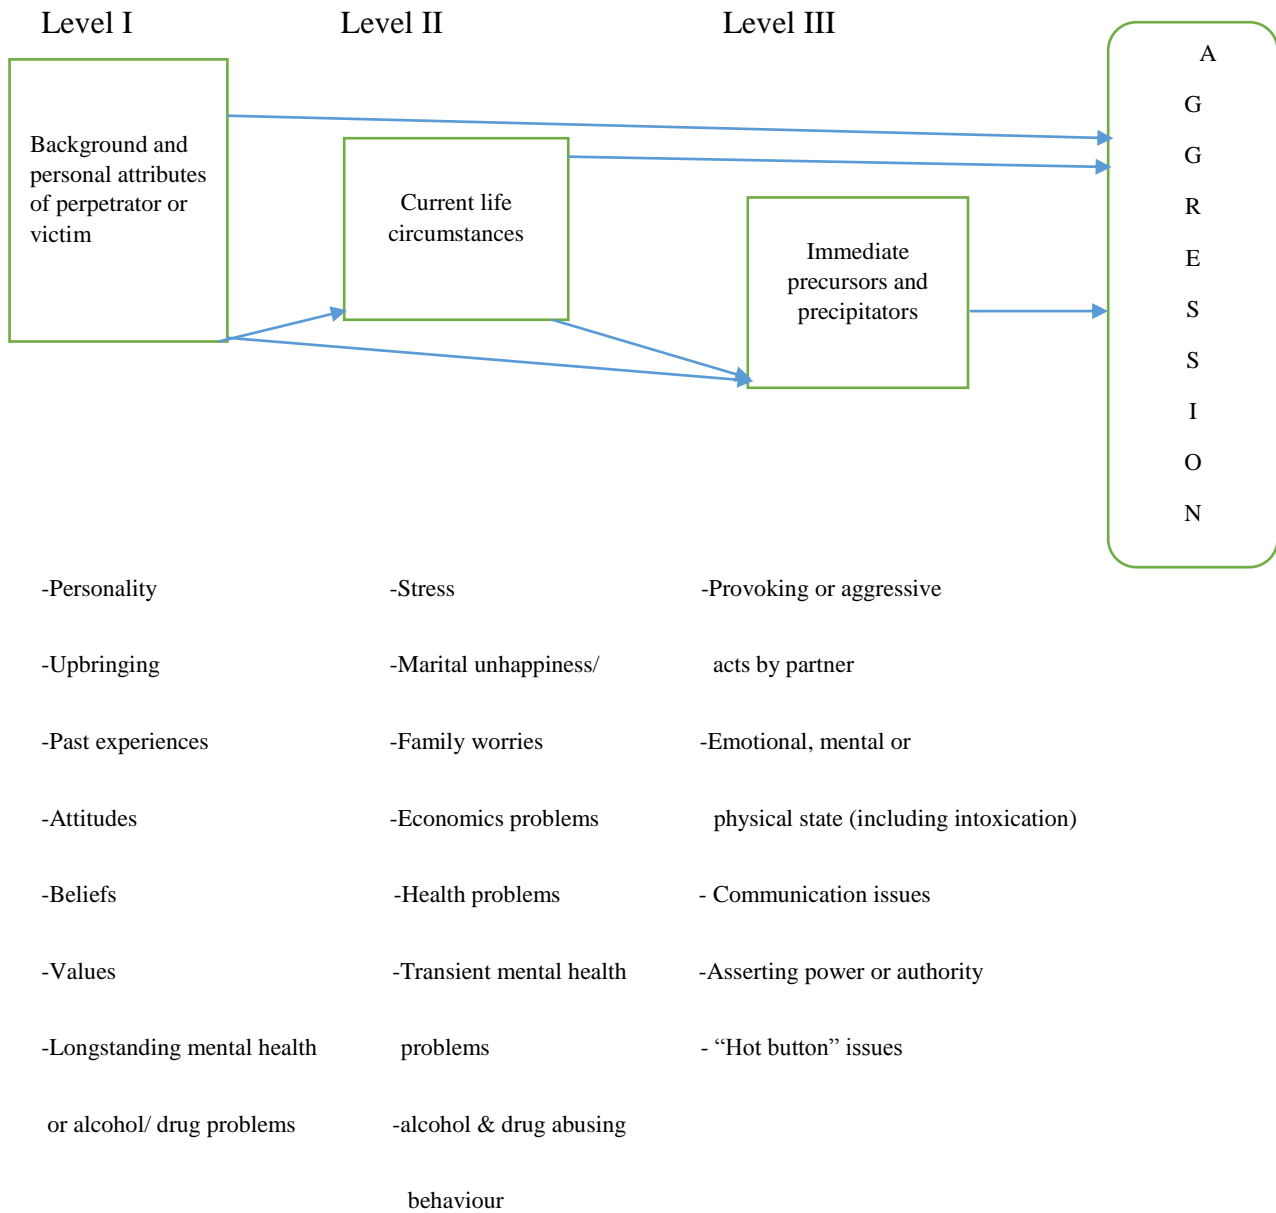 Level I
Level II
Level III
Background and
personal attributes
of perpetrator or
victim
Current life
circumstances
Immediate
precursors and
precipitators
A
G
G
R
E
S
S
I
O
N
-Personality
-Upbringing
-Past experiences
-Attitudes
-Beliefs
-Values
-Longstanding mental health
or alcohol/ drug problems
-Stress
-Marital unhappiness/
-Family worries
-Economics problems
-Health problems
-Transient mental health
problems
-alcohol & drug abusing
behaviour
-Provoking or aggressive
acts by partner
-Emotional, mental or
physical state (including intoxication)
- Communication issues
-Asserting power or authority
- “Hot button” issues